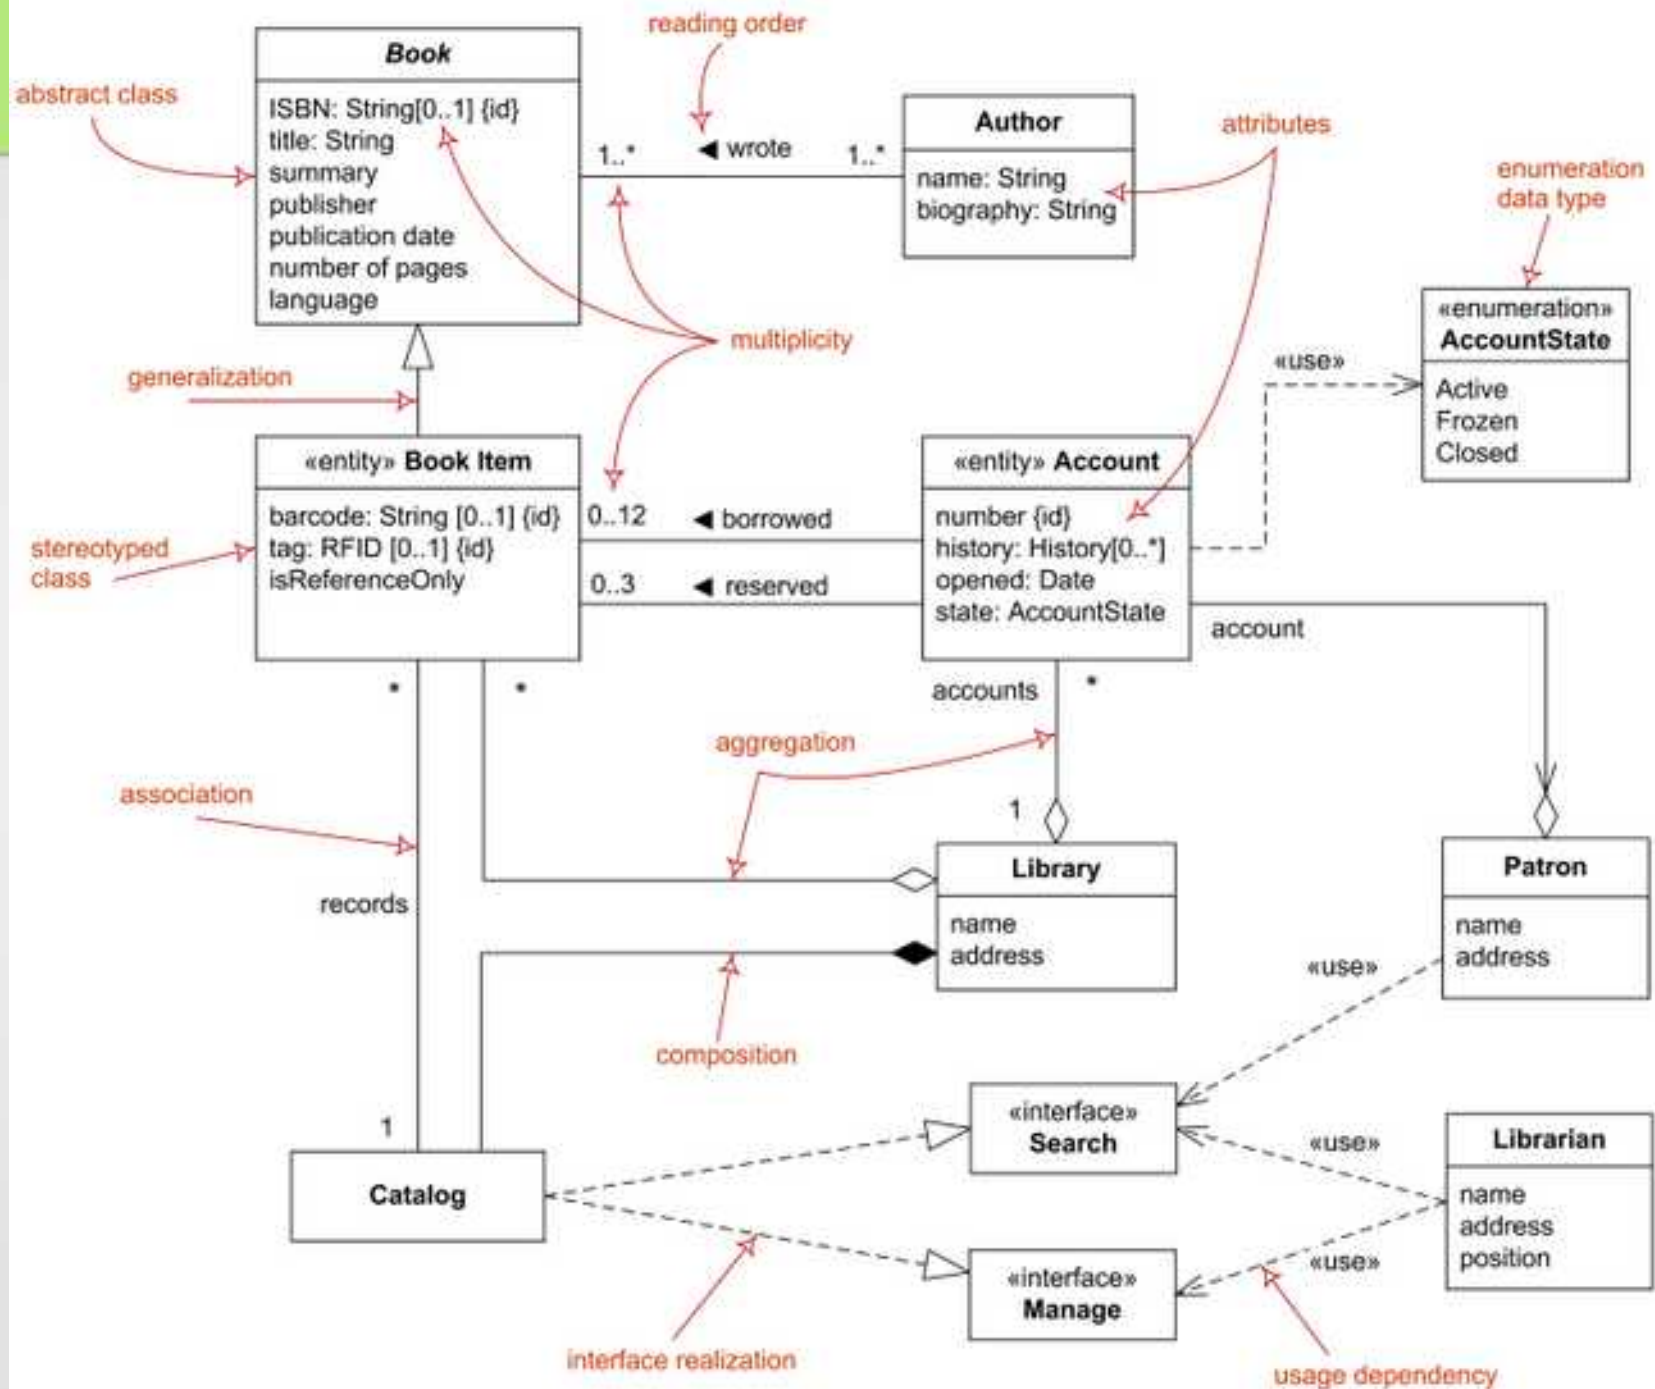 reading order
Book
abstract class
ISBN: String[0..1] {id}
title: String
summary
publisher
publication date
number of pages
language
1..*
◄ wrote
1..*
Author
name: String
biography: String
attributes
enumeration
data type
«enumeration»
AccountState
Active
Frozen
Closed
«use»
multiplicity
generalization
«entity» Book Item
barcode: String [0..1] {id}
tag: RFID [0..1] {id}
isReferenceOnly
stereotyped
class
0..12
◄ borrowed
0..3
◄ reserved
«entity» Account
number {id}
history: History[0..*]
opened: Date
state: AccountState
account
*
*
accounts
*
aggregation
association
1
records
Library
name
address
Patron
name
address
composition
«use»
1
Catalog
«interface»
Search
«use»
Librarian
name
address
position
«interface»
Manage
«use»
interface realization
usage dependency